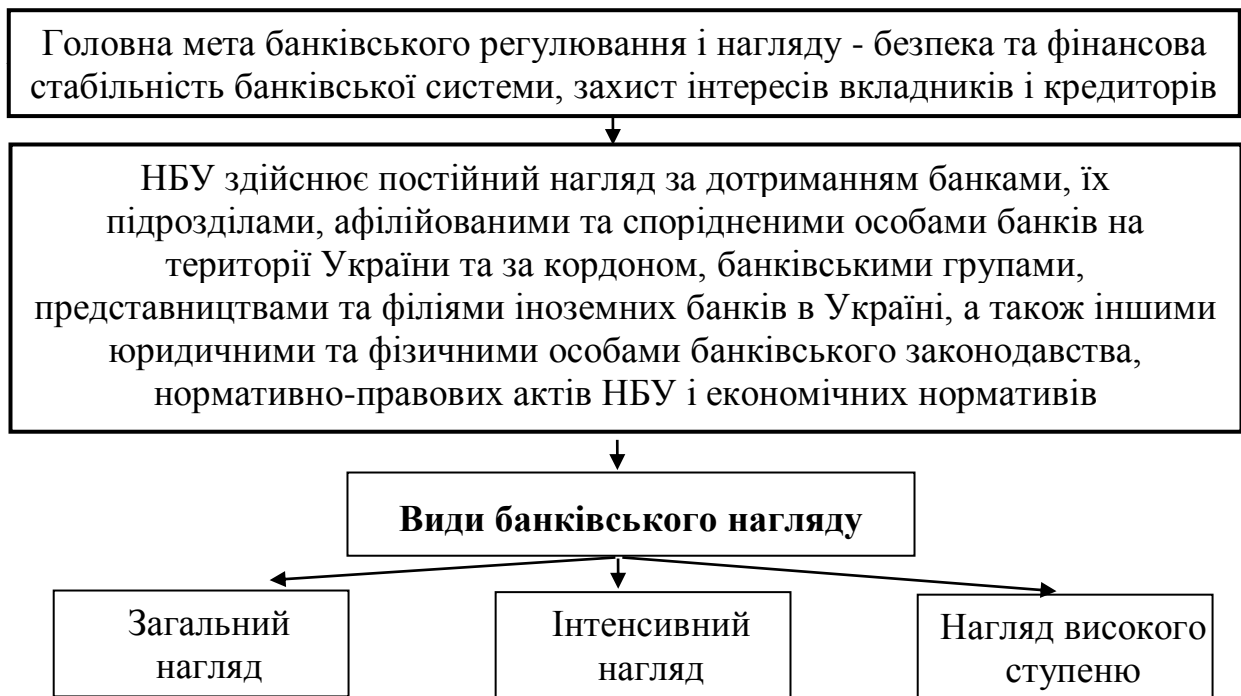 Головна мета банківського регулювання і нагляду - безпека та фінансова
стабільність банківської системи, захист інтересів вкладників і кредиторів
НБУ здійснює постійний нагляд за дотриманням банками, їх
підрозділами, афілійованими та спорідненими особами банків на
території України та за кордоном, банківськими групами,
представництвами та філіями іноземних банків в Україні, а також іншими
юридичними та фізичними особами банківського законодавства,
нормативно-правових актів НБУ і економічних нормативів
Види банківського нагляду
Загальний
нагляд
Інтенсивний
нагляд
Нагляд високого
ступеню